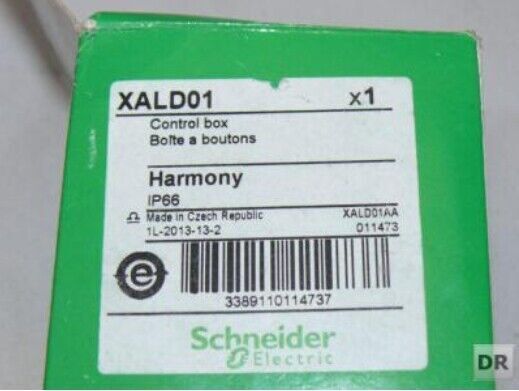 XALD01 x1
Control box
Boîte a boutons
Harmony
IP66
Made in Czech Republic XALD01AA
1L-2013-13-2 011473
3389110114737
Schneider
Electric
DR